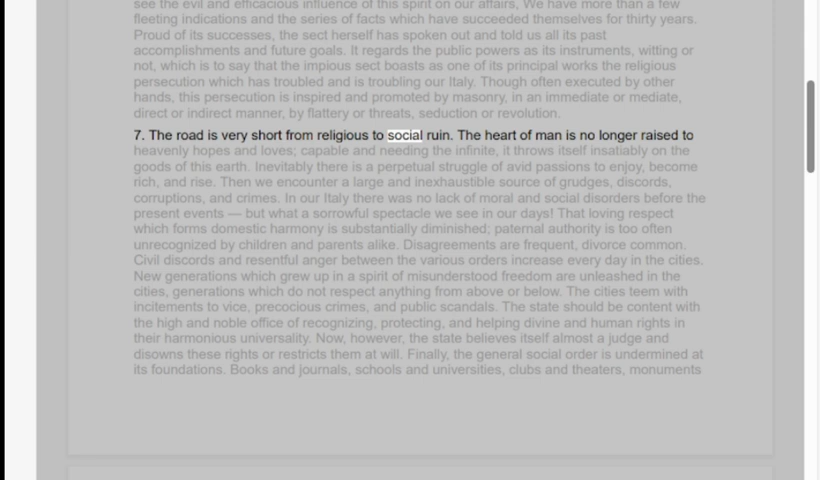 see the evil and efficacious influence of this spirit on our affairs, We have more than a few
fleeting indications and the series of facts which have succeeded themselves for thirty years.
Proud of its successes, the sect herself has spoken out and told us all its past
accomplishments and future goals. It regards the public powers as its instruments, witting or
not, which is to say that the impious sect boasts as one of its principal works the religious
persecution which has troubled and is troubling our Italy. Though often executed by other
hands, this persecution is inspired and promoted by masonry, in an immediate or mediate,
direct or indirect manner, by flattery or threats, seduction or revolution.
7. The road is very short from religious to social ruin. The heart of man is no longer raised to
heavenly hopes and loves; capable and needing the infinite, it throws itself insatiably on the
goods of this earth. Inevitably there is a perpetual struggle of avid passions to enjoy, become
rich, and rise. Then we encounter a large and inexhaustible source of grudges, discords,
corruptions, and crimes. In our Italy there was no lack of moral and social disorders before the
present events — but what a sorrowful spectacle we see in our days! That loving respect
which forms domestic harmony is substantially diminished; paternal authority is too often
unrecognized by children and parents alike. Disagreements are frequent, divorce common.
Civil discords and resentful anger between the various orders increase every day in the cities.
New generations which grew up in a spirit of misunderstood freedom are unleashed in the
cities, generations which do not respect anything from above or below. The cities teem with
incitements to vice, precocious crimes, and public scandals. The state should be content with
the high and noble office of recognizing, protecting, and helping divine and human rights in
their harmonious universality. Now, however, the state believes itself almost a judge and
disowns these rights or restricts them at will. Finally, the general social order is undermined at
its foundations. Books and journals, schools and universities, clubs and theaters, monuments